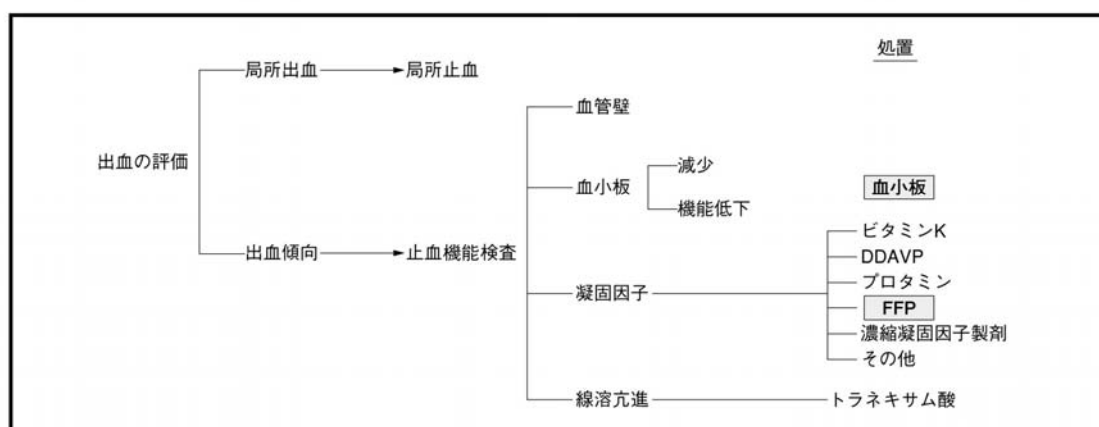 処置
局所出血
局所止血
血管壁
出血の評価
血小板
減少
機能低下
血小板
出血傾向
止血機能検査
ビタミンK
DDAVP
プロタミン
凝固因子
FFP
濃縮凝固因子製剤
その他
線溶亢進
トラネキサム酸